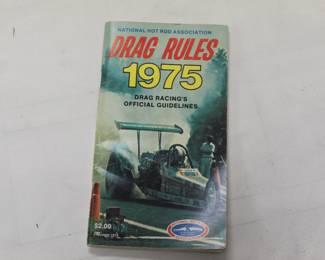 NATIONAL HOT ROD ASSOCIATION
DRAG RULES
1975
DRAG RACING'S
OFFICIAL GUIDELINES
$2.00